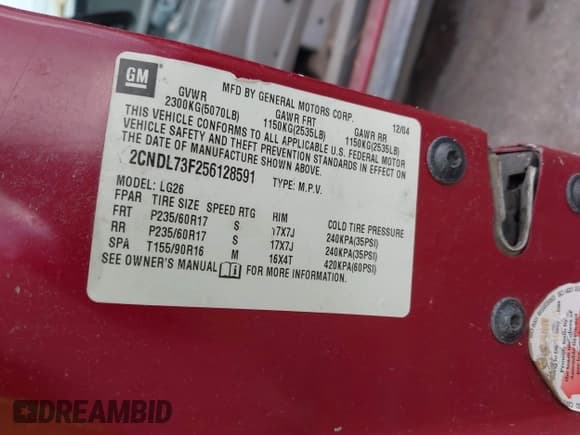 GM
MFD BY GENERAL MOTORS CORP. 12/04
GVWR GAWR FRT GAWR RR
2300KG(5070LB) 1150KG(2535LB) 1150KG(2535LB)
THIS VEHICLE CONFORMS TO ALL APPLICABLE U.S. FEDERAL MOTOR
VEHICLE SAFETY AND THEFT PREVENTION STANDARDS IN EFFECT ON
THE DATE OF MANUFACTURE SHOWN ABOVE.
2CNDL73F256128591 TYPE: M.P.V.
MODEL: LG26
FPAR TIRE SIZE SPEED RTG RIM COLD TIRE PRESSURE
FRT P235/60R17 S 17X7J 240KPA(35PSI)
RR P235/60R17 S 17X7J 240KPA(35PSI)
SPA T155/90R16 M 16X4T 420KPA(60PSI)
SEE OWNER'S MANUAL FOR MORE INFORMATION.
DREAMBID